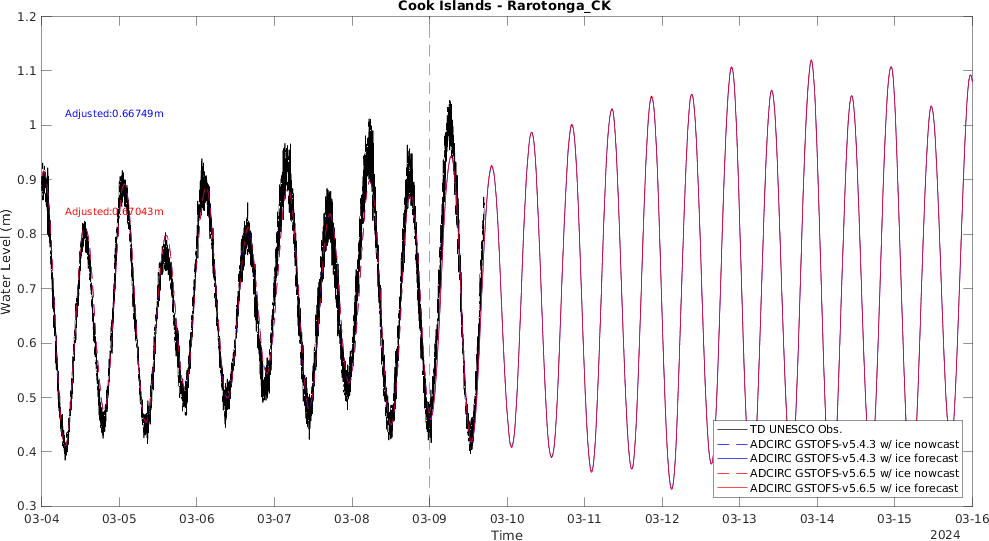 Cook Islands - Rarotonga_CK
Water Level (m)
1.2
1.1
1
0.9
0.8
0.7
0.6
0.5
0.4
0.3
Adjusted:0.66749m
Adjusted:0.67043m
TD UNESCO Obs.
ADCIRC GSTOFS-v5.4.3 w/ ice nowcast
ADCIRC GSTOFS-v5.4.3 w/ ice forecast
ADCIRC GSTOFS-v5.6.5 w/ ice nowcast
ADCIRC GSTOFS-v5.6.5 w/ ice forecast
03-04 03-05 03-06 03-07 03-08 03-09 03-10 03-11 03-12 03-13 03-14 03-15 03-16
Time
2024